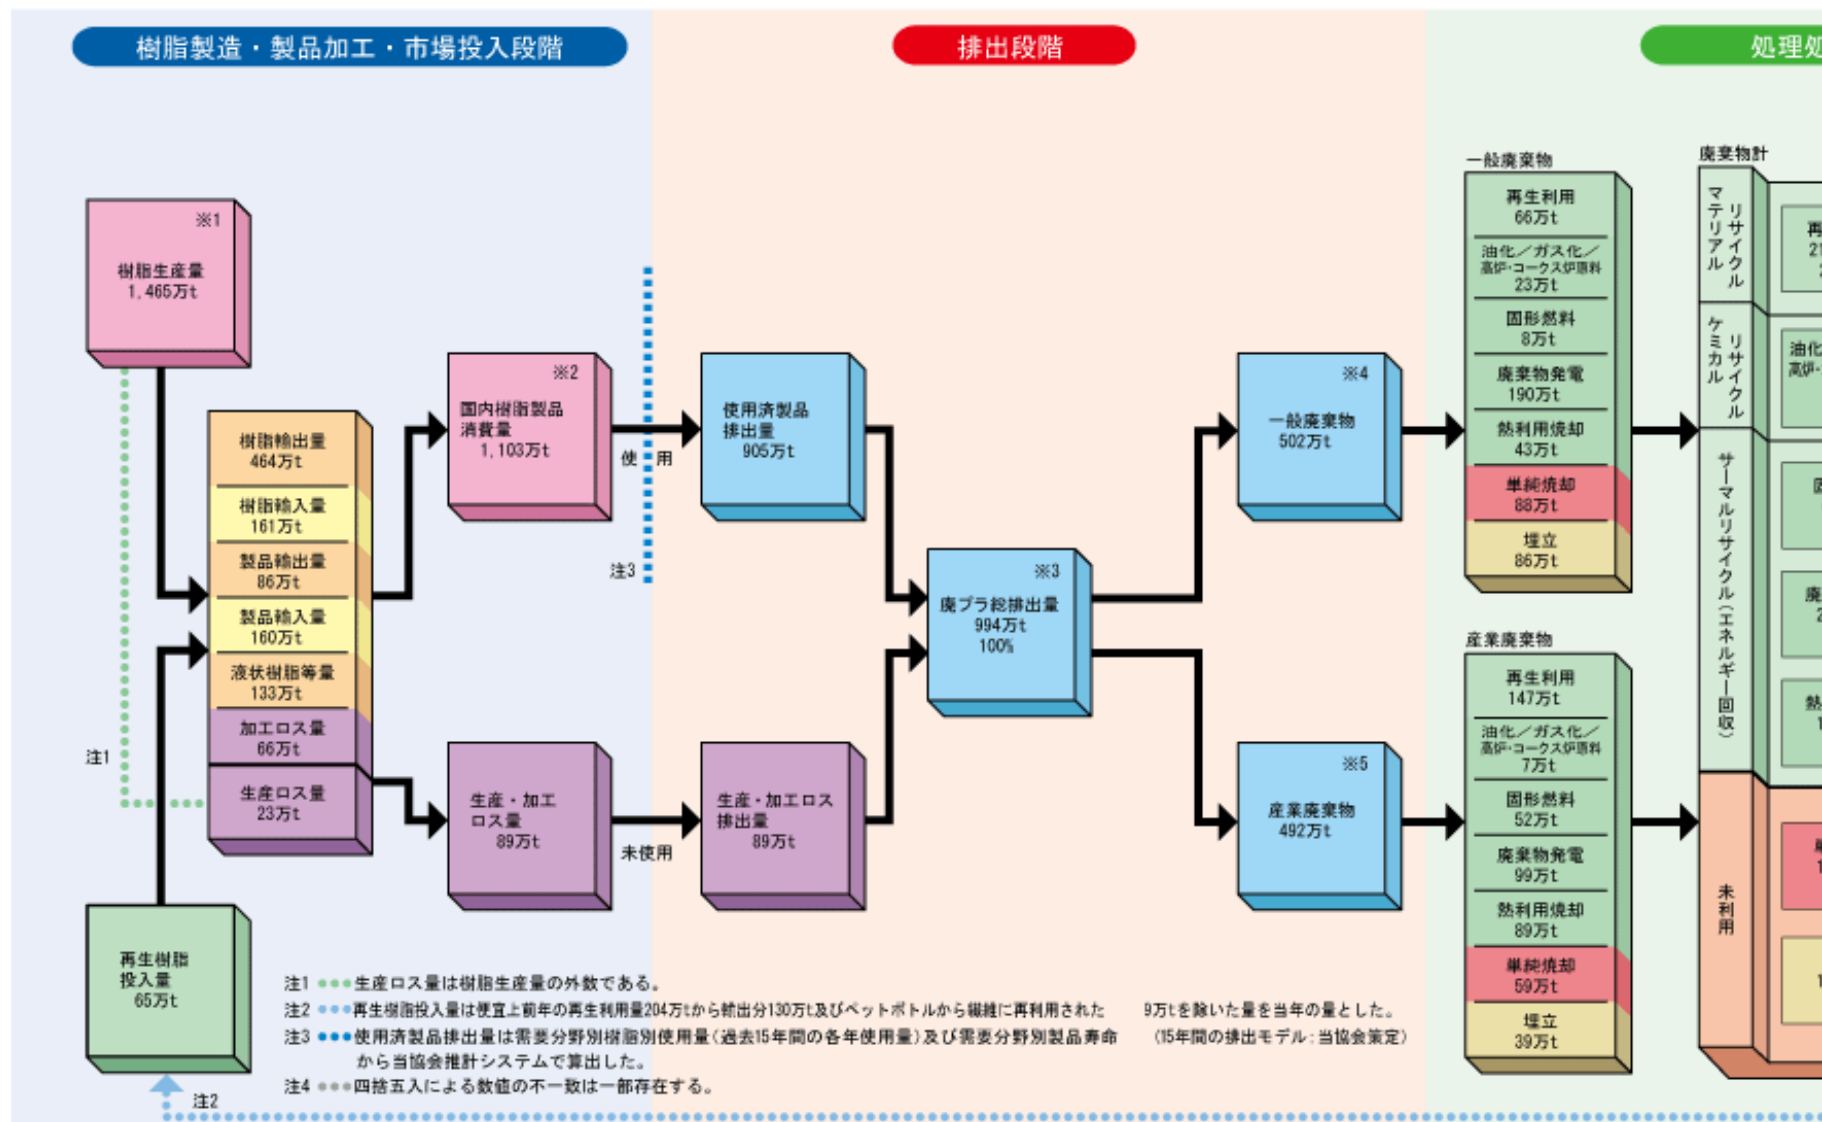 樹脂製造・製品加工・市場投入段階
排出段階
処理処
※1
樹脂生産量
1,465万t
樹脂輸出量
464万t
樹脂輸入量
161万t
製品輸出量
86万t
製品輸入量
160万t
液状樹脂等量
133万t
加工ロス量
66万t
生産ロス量
23万t
注1
再生樹脂
投入量
65万t
注2
※2
国内樹脂製品
消費量
1,103万t
生産・加工
ロス量
89万t
使用
注3
未使用
使用済製品
排出量
905万t
生産・加工ロス
排出量
89万t
※3
廃プラ総排出量
994万t
100%
※4
一般廃棄物
502万t
※5
産業廃棄物
492万t
一般廃棄物
再生利用
66万t
油化/ガス化/
高炉・コークス炉原料
23万t
固形燃料
8万t
廃棄物発電
190万t
熱利用焼却
43万t
単純焼却
88万t
埋立
86万t
産業廃棄物
再生利用
147万t
油化/ガス化/
高炉・コークス炉原料
7万t
固形燃料
52万t
廃棄物発電
99万t
熱利用焼却
89万t
単純焼却
59万t
埋立
39万t
廃棄物計
マテリアル
リサイクル
ケミカル
リサイクル
サーマルリサイクル(エネルギー回収)
未利用
再
21
油化
高炉・
廃
2
熱
1
注1 ●●●生産ロス量は樹脂生産量の外数である。
注2 ●●●再生樹脂投入量は便宜上前年の再生利用量204万tから輸出分130万t及びペットボトルから繊維に再利用された 9万tを除いた量を当年の量とした。
注3 ●●●使用済製品排出量は需要分野別樹脂別使用量(過去15年間の各年使用量)及び需要分野別製品寿命 (15年間の排出モデル:当協会策定)
から当協会推計システムで算出した。
注4 ●●●四捨五入による数値の不一致は一部存在する。